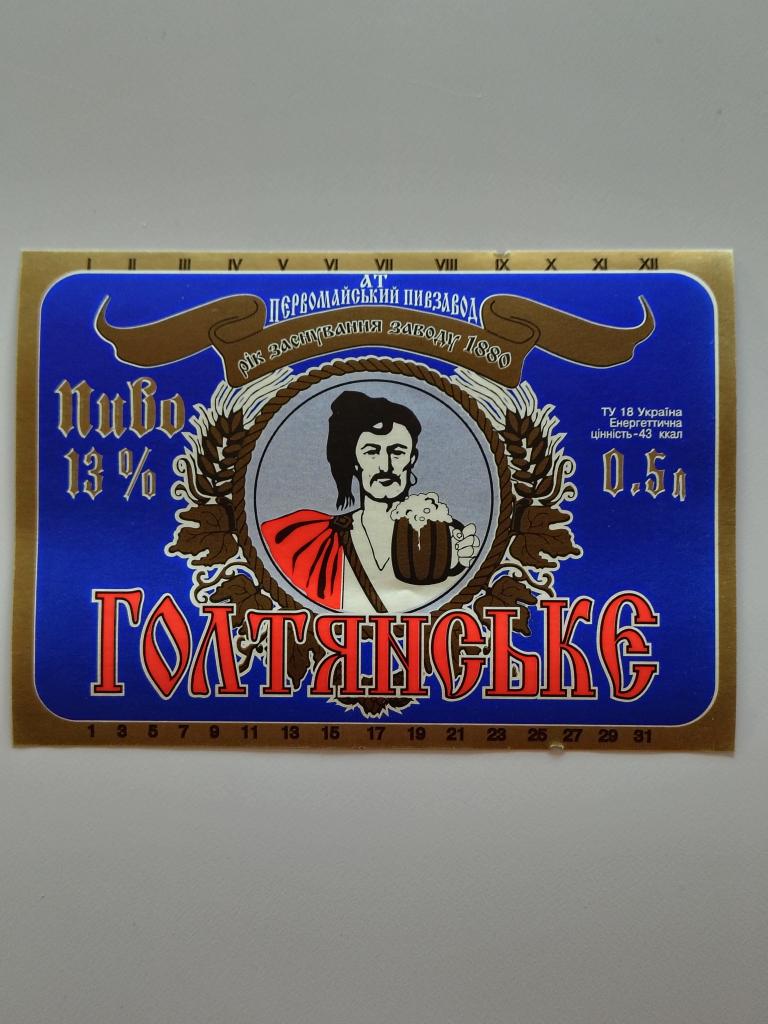 I II III IV V VI VII VIII IX X XI XII
АТ
ПЕРВОМАЙСЬКИЙ ПИВЗАВОД
рік заснування заводу 1880
Пиво
13 %
ТУ 18 Україна
Енергеттична
цінність-43 ккал
0.5л
ГОЛТЯНСЬКЕ
1 3 5 7 9 11 13 15 17 19 21 23 25 27 29 31